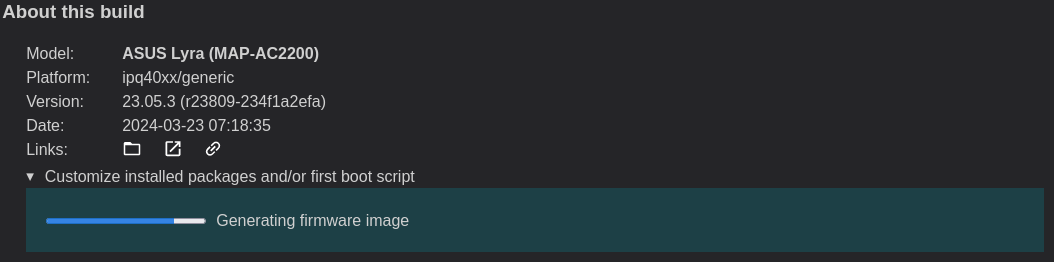 About this build
Model: ASUS Lyra (MAP-AC2200)
Platform: ipq40xx/generic
Version: 23.05.3 (r23809-234f1a2efa)
Date: 2024-03-23 07:18:35
Links:
▼ Customize installed packages and/or first boot script
Generating firmware image